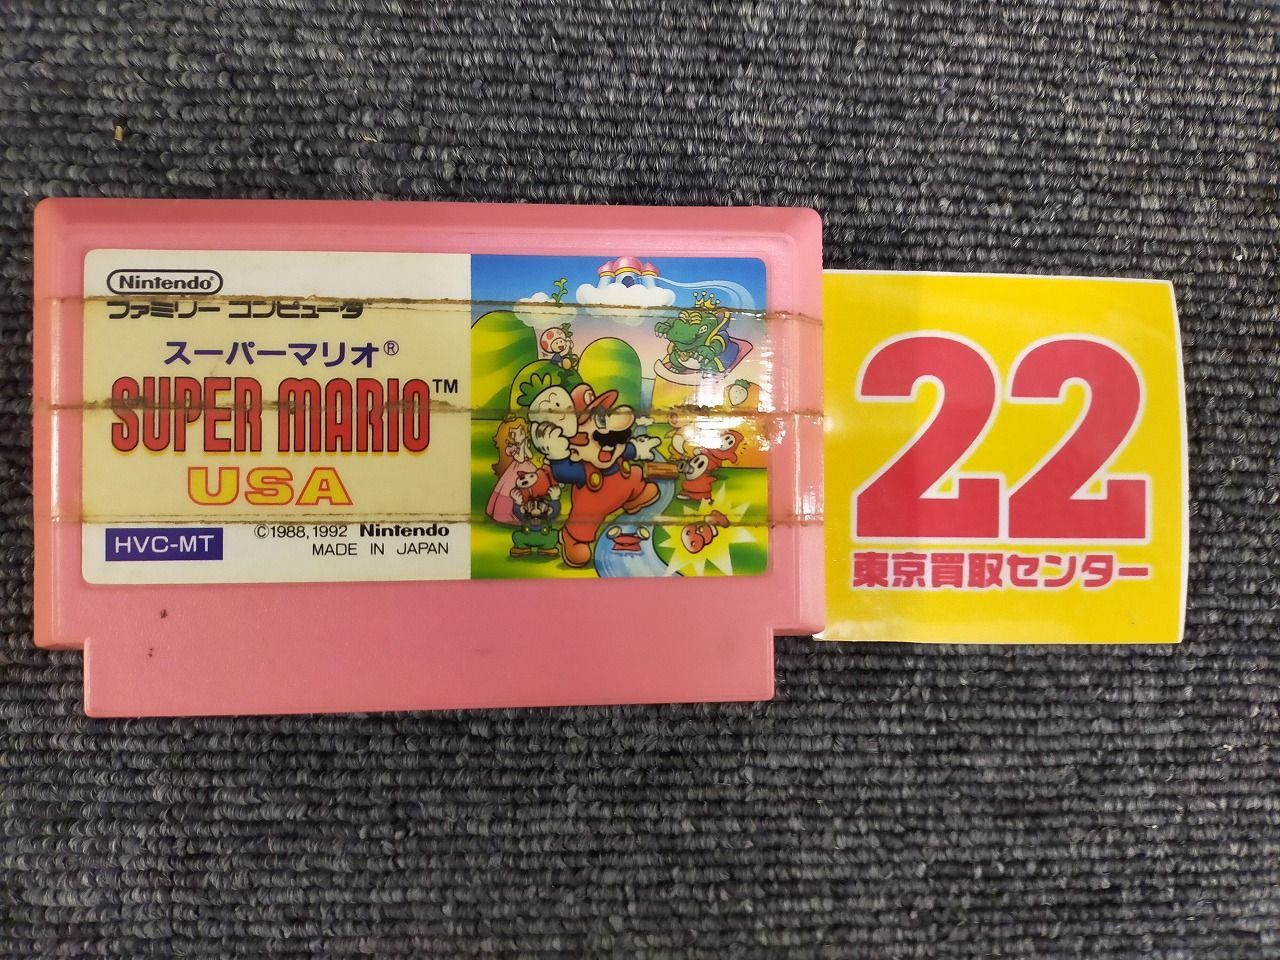 Nintendo®
ファミリー コンピュータ
スーパーマリオ®
SUPER MARIO™
USA
HVC-MT
©1988, 1992 Nintendo
MADE IN JAPAN
22
東京買取センター